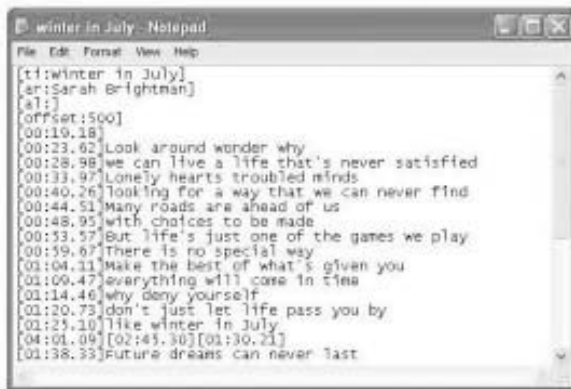 winter in July - Notepad
File Edit Format View Help
[ti:Winter in July]
[ar:Sarah Brightman]
[al:]
[offset:500]
[00:19.18]
[00:23.62]Look around wonder why
[00:28.98]we can live a life that's never satisfied
[00:33.97]Lonely hearts troubled minds
[00:40.26]looking for a way that we can never find
[00:44.51]Many roads are ahead of us
[00:48.95]with choices to be made
[00:53.57]But life's just one of the games we play
[00:59.67]There is no special way
[01:04.11]Make the best of what's given you
[01:09.47]everything will come in time
[01:14.46]why deny yourself
[01:20.73]don't just let life pass you by
[01:25.10]like winter in July
[04:01.09][02:45.30][01:30.21]
[01:38.33]Future dreams can never last